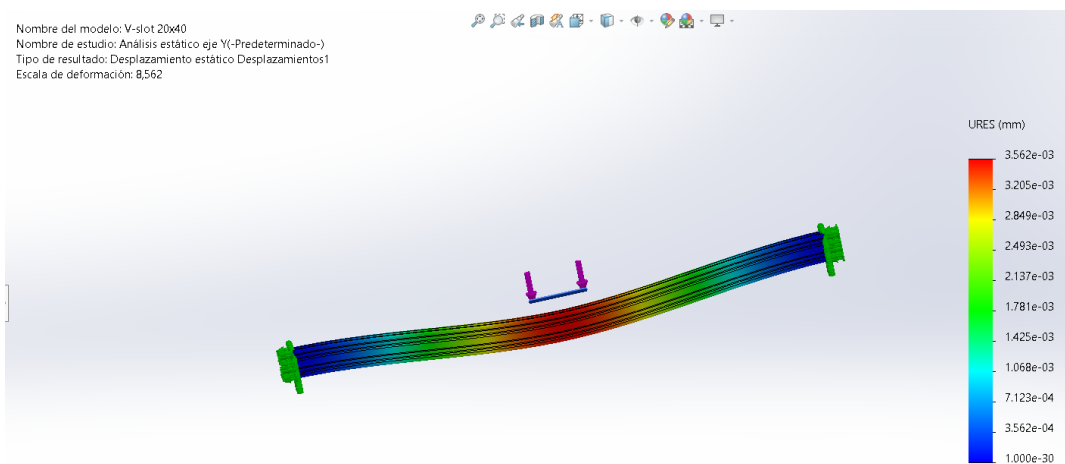 Nombre del modelo: V-slot 20x40
Nombre de estudio: Análisis estático eje Y(-Predeterminado-)
Tipo de resultado: Desplazamiento estático Desplazamientos1
Escala de deformación: 8,562
URES (mm)
3.562e-03
3.205e-03
2.849e-03
2.493e-03
2.137e-03
1.781e-03
1.425e-03
1.068e-03
7.123e-04
3.562e-04
1.000e-30